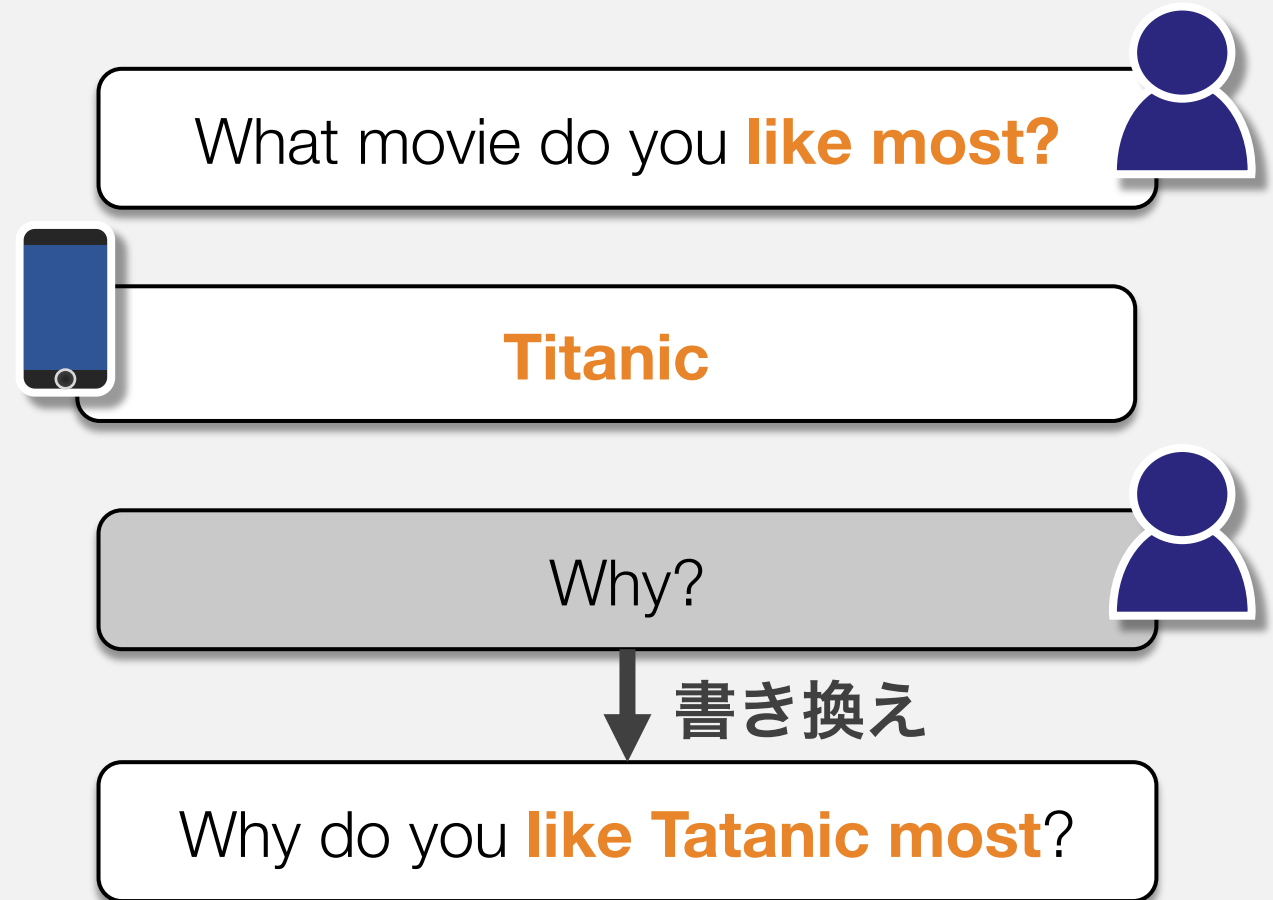 What movie do you like most?
Titanic
Why?
書き換え
Why do you like Tatanic most?